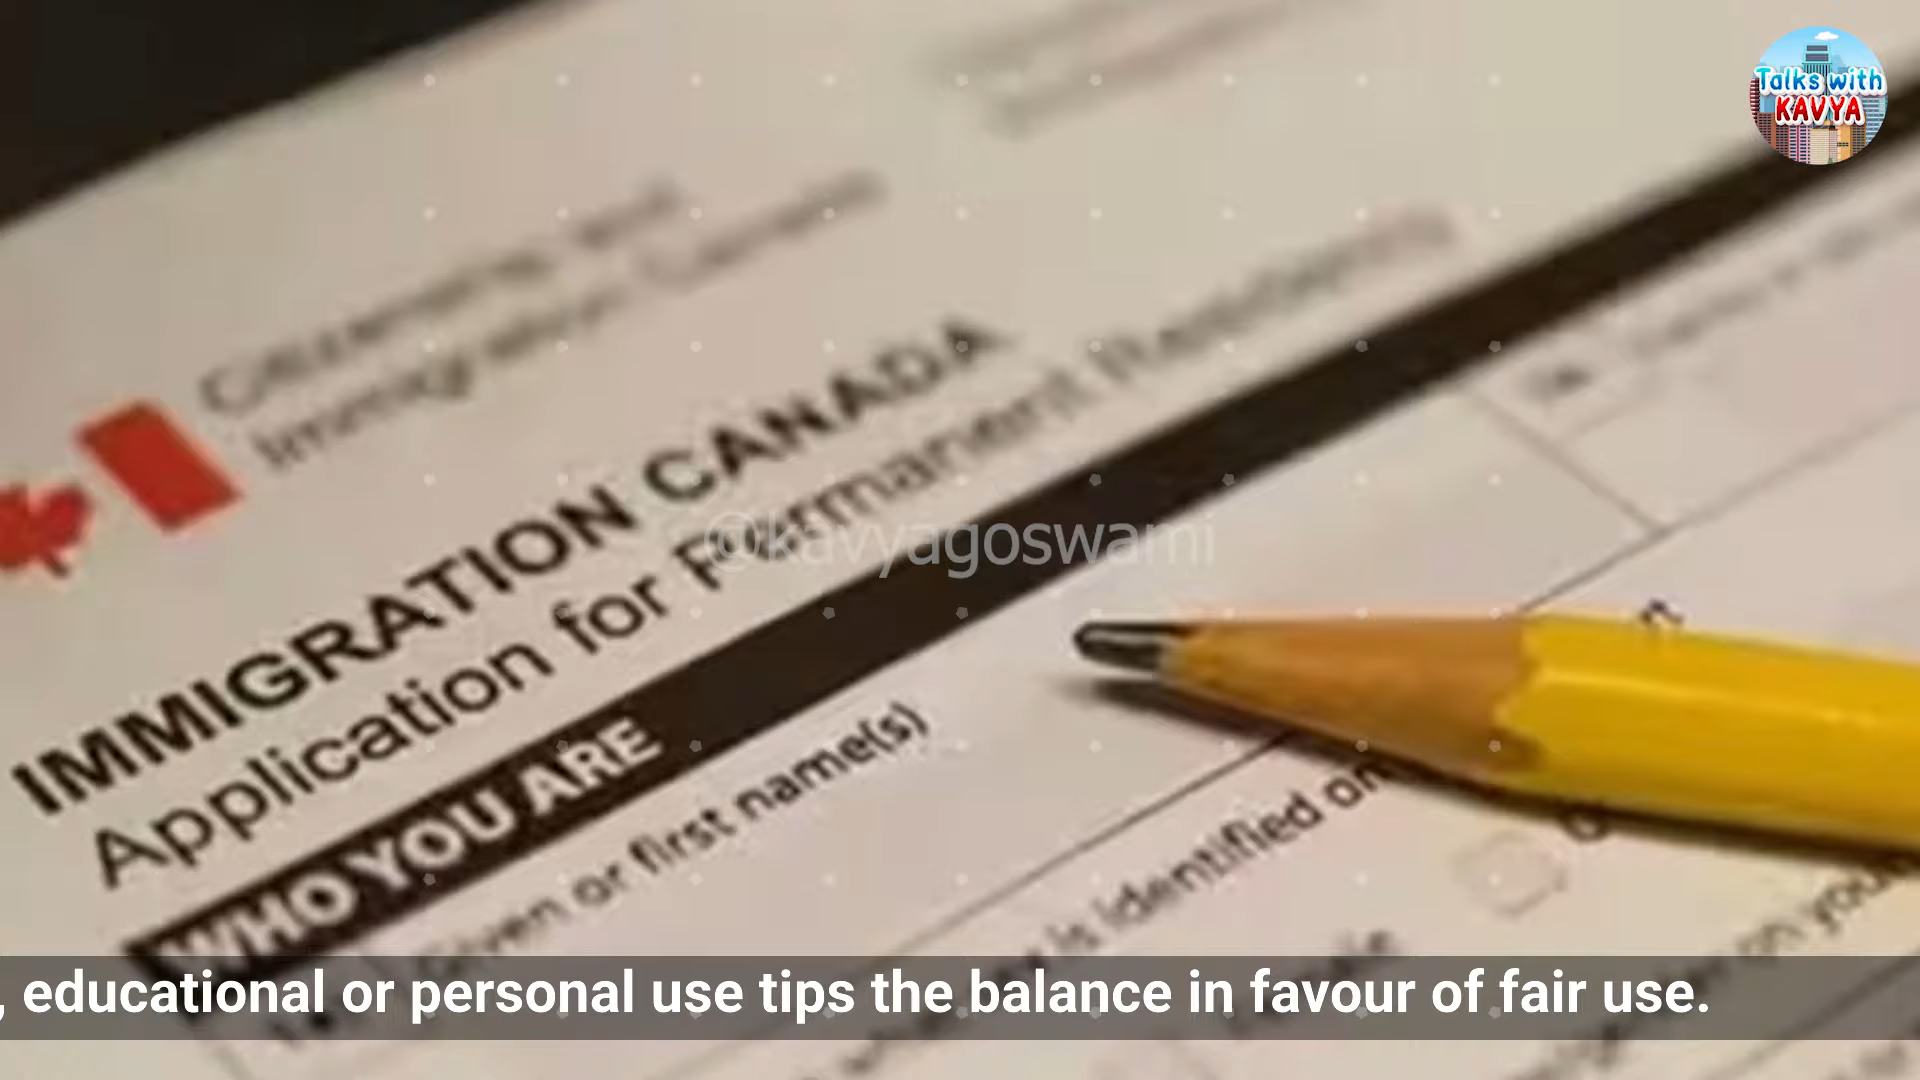 Talks with
KAVYA
Citizenship and
Immigration Canada
IMMIGRATION CANADA
Application for Permanent Residents
@kavyagoswami
WHO YOU ARE
Given or first name(s)
is identified on
, educational or personal use tips the balance in favour of fair use.